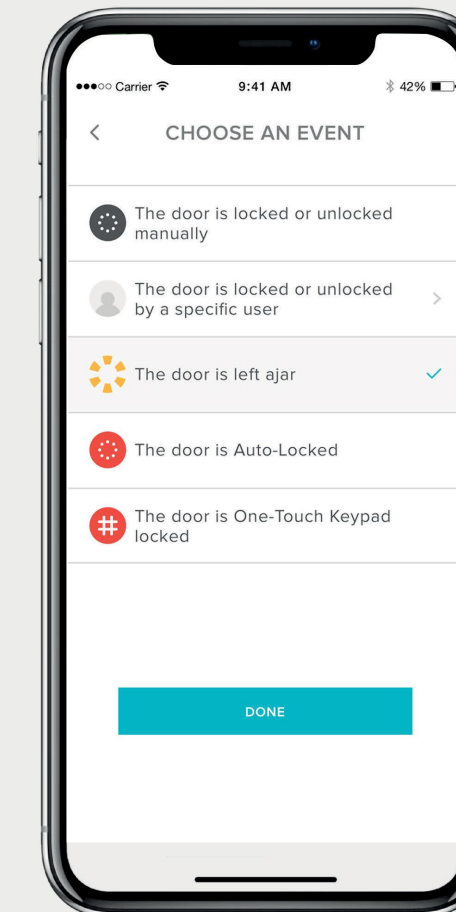 Carrier 9:41 AM 42%
CHOOSE AN EVENT
The door is locked or unlocked
manually
The door is locked or unlocked
by a specific user
The door is left ajar
The door is Auto-Locked
The door is One-Touch Keypad
locked
DONE